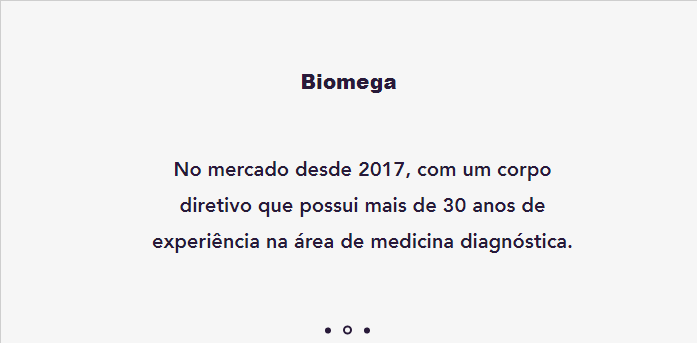 Biomega
No mercado desde 2017, com um corpo
diretivo que possui mais de 30 anos de
experiência na área de medicina diagnóstica.